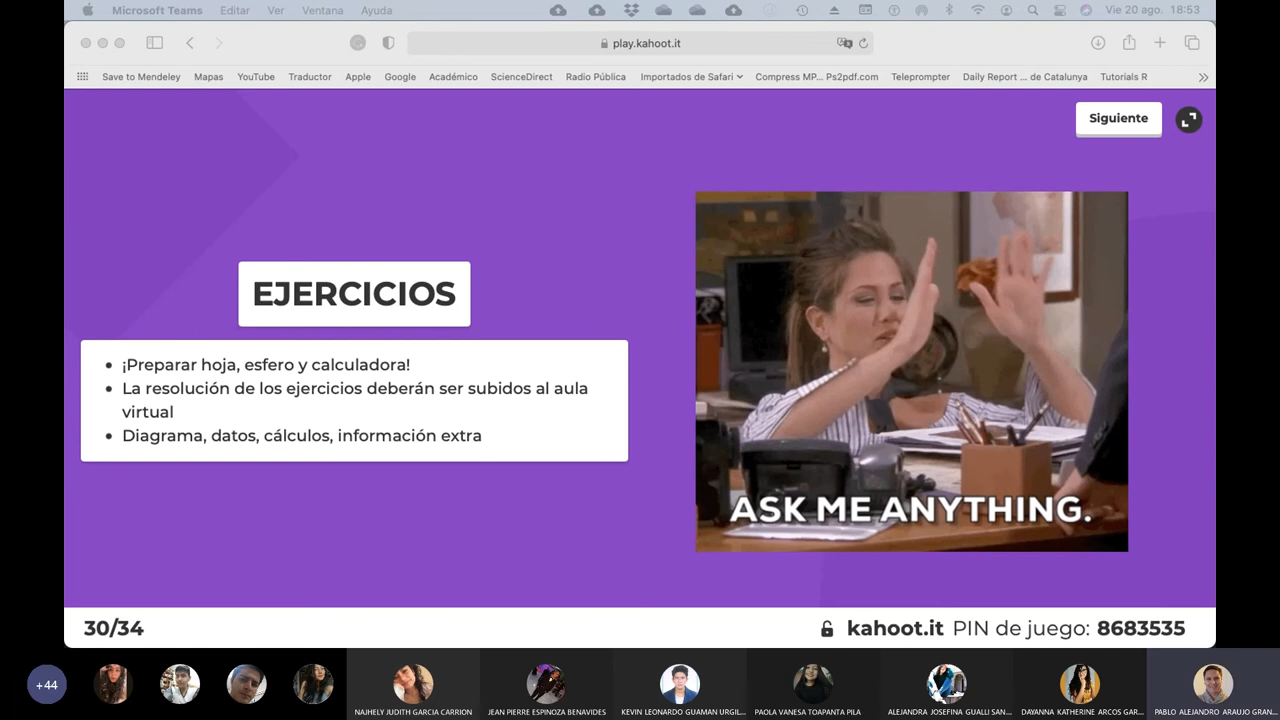 Microsoft Teams Editar Ver Ventana Ayuda Vie 20 ago. 18:53
play.kahoot.it
Save to Mendeley Mapas YouTube Traductor Apple Google Académico ScienceDirect Radio Pública Importados de Safari Compress MP... Ps2pdf.com Teleprompter Daily Report ... de Catalunya Tutorials R
Siguiente
EJERCICIOS
• ¡Preparar hoja, esfero y calculadora!
• La resolución de los ejercicios deberán ser subidos al aula
virtual
• Diagrama, datos, cálculos, información extra
ASK ME ANYTHING.
30/34
kahoot.it PIN de juego: 8683535
+44
NAJHELY JUDITH GARCIA CARRION
JEAN PIERRE ESPINOZA BENAVIDES
KEVIN LEONARDO GUAMAN URGIL...
PAOLA VANESA TOAPANTA PILA
ALEJANDRA JOSEFINA GUALLI SAN...
DAYANNA KATHERINE ARCOS GAR...
PABLO ALEJANDRO ARAUJO GRAN...